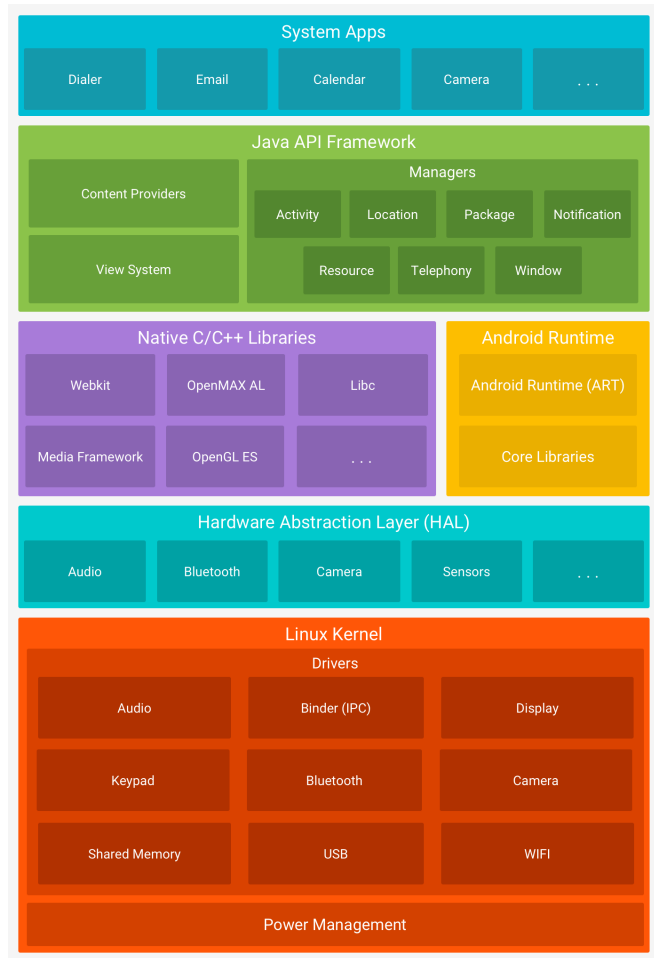 System Apps
Dialer
Email
Calendar
Camera
. . .
Java API Framework
Content Providers
View System
Managers
Activity
Location
Package
Notification
Resource
Telephony
Window
Native C/C++ Libraries
Webkit
OpenMAX AL
Libc
Media Framework
OpenGL ES
. . .
Android Runtime
Android Runtime (ART)
Core Libraries
Hardware Abstraction Layer (HAL)
Audio
Bluetooth
Camera
Sensors
. . .
Linux Kernel
Drivers
Audio
Binder (IPC)
Display
Keypad
Bluetooth
Camera
Shared Memory
USB
WIFI
Power Management